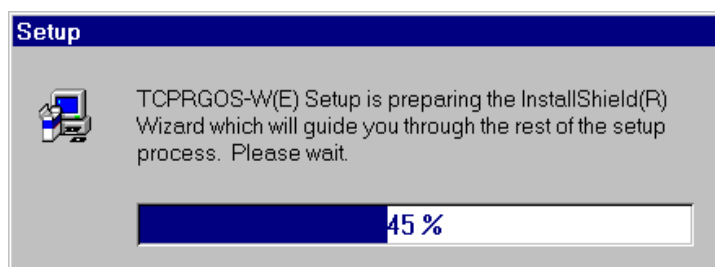 Setup
TCPRGOS-W(E) Setup is preparing the InstallShield(R)
Wizard which will guide you through the rest of the setup
process. Please wait.
45 %